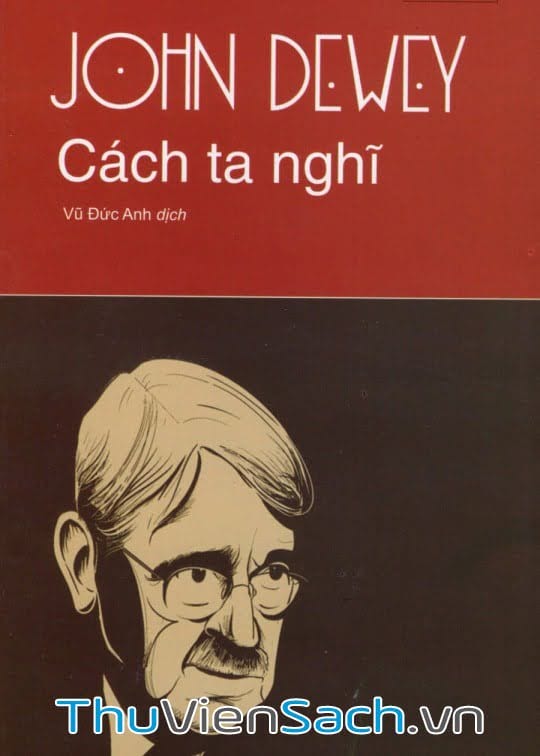 JOHN DEWEY
Cách ta nghĩ
Vũ Đức Anh dịch
ThuVienSach.vn